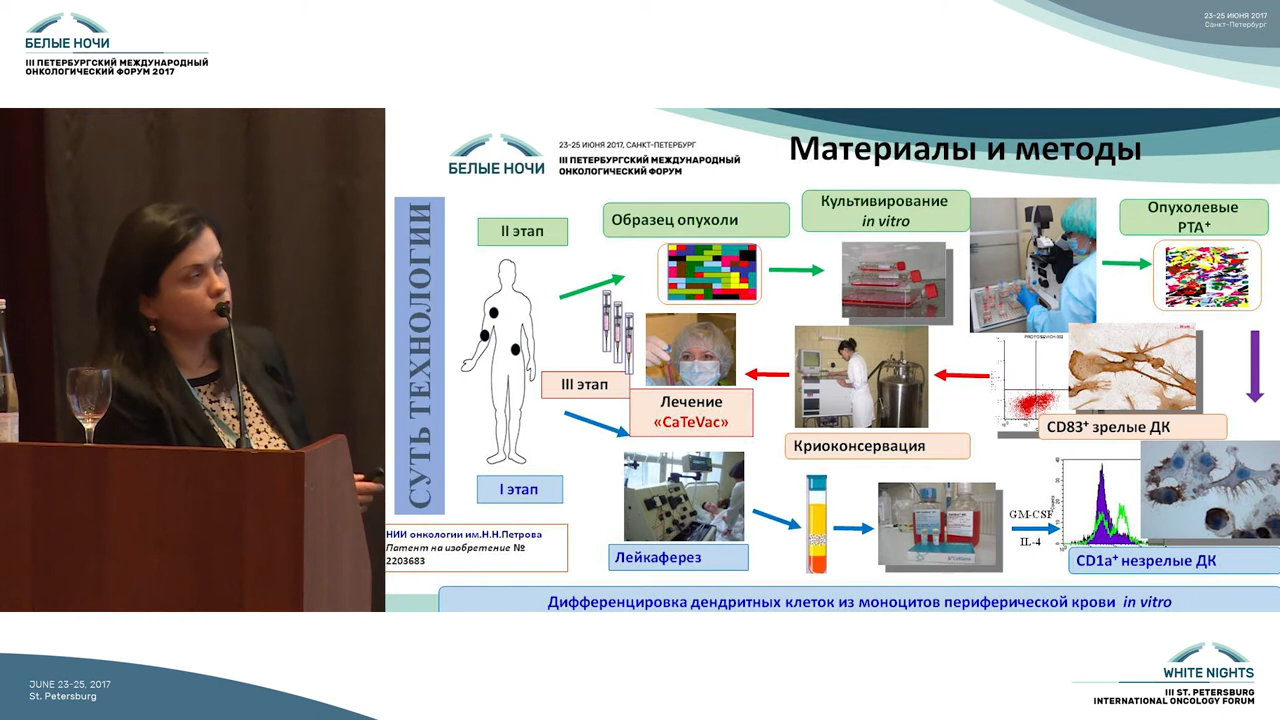 БЕЛЫЕ НОЧИ
III ПЕТЕРБУРГСКИЙ МЕЖДУНАРОДНЫЙ
ОНКОЛОГИЧЕСКИЙ ФОРУМ 2017
23-25 ИЮНЯ 2017
Санкт-Петербург
БЕЛЫЕ НОЧИ
23-25 ИЮНЯ 2017, САНКТ-ПЕТЕРБУРГ
III ПЕТЕРБУРГСКИЙ МЕЖДУНАРОДНЫЙ
ОНКОЛОГИЧЕСКИЙ ФОРУМ
Материалы и методы
СУТЬ ТЕХНОЛОГИИ
II этап
Образец опухоли
Культивирование
in vitro
Опухолевые
РТА⁺
III этап
Лечение
«CaTeVac»
Криоконсервация
CD83⁺ зрелые ДК
I этап
НИИ онкологии им.Н.Н.Петрова
Патент на изобретение №
2203683
Лейкаферез
GM-CSF
IL-4
CD1a⁺ незрелые ДК
Дифференцировка дендритных клеток из моноцитов периферической крови in vitro
JUNE 23-25, 2017
St. Petersburg
WHITE NIGHTS
III ST. PETERSBURG
INTERNATIONAL ONCOLOGY FORUM